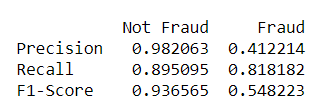 Not Fraud Fraud
Precision 0.982063 0.412214
Recall 0.895095 0.818182
F1-Score 0.936565 0.548223